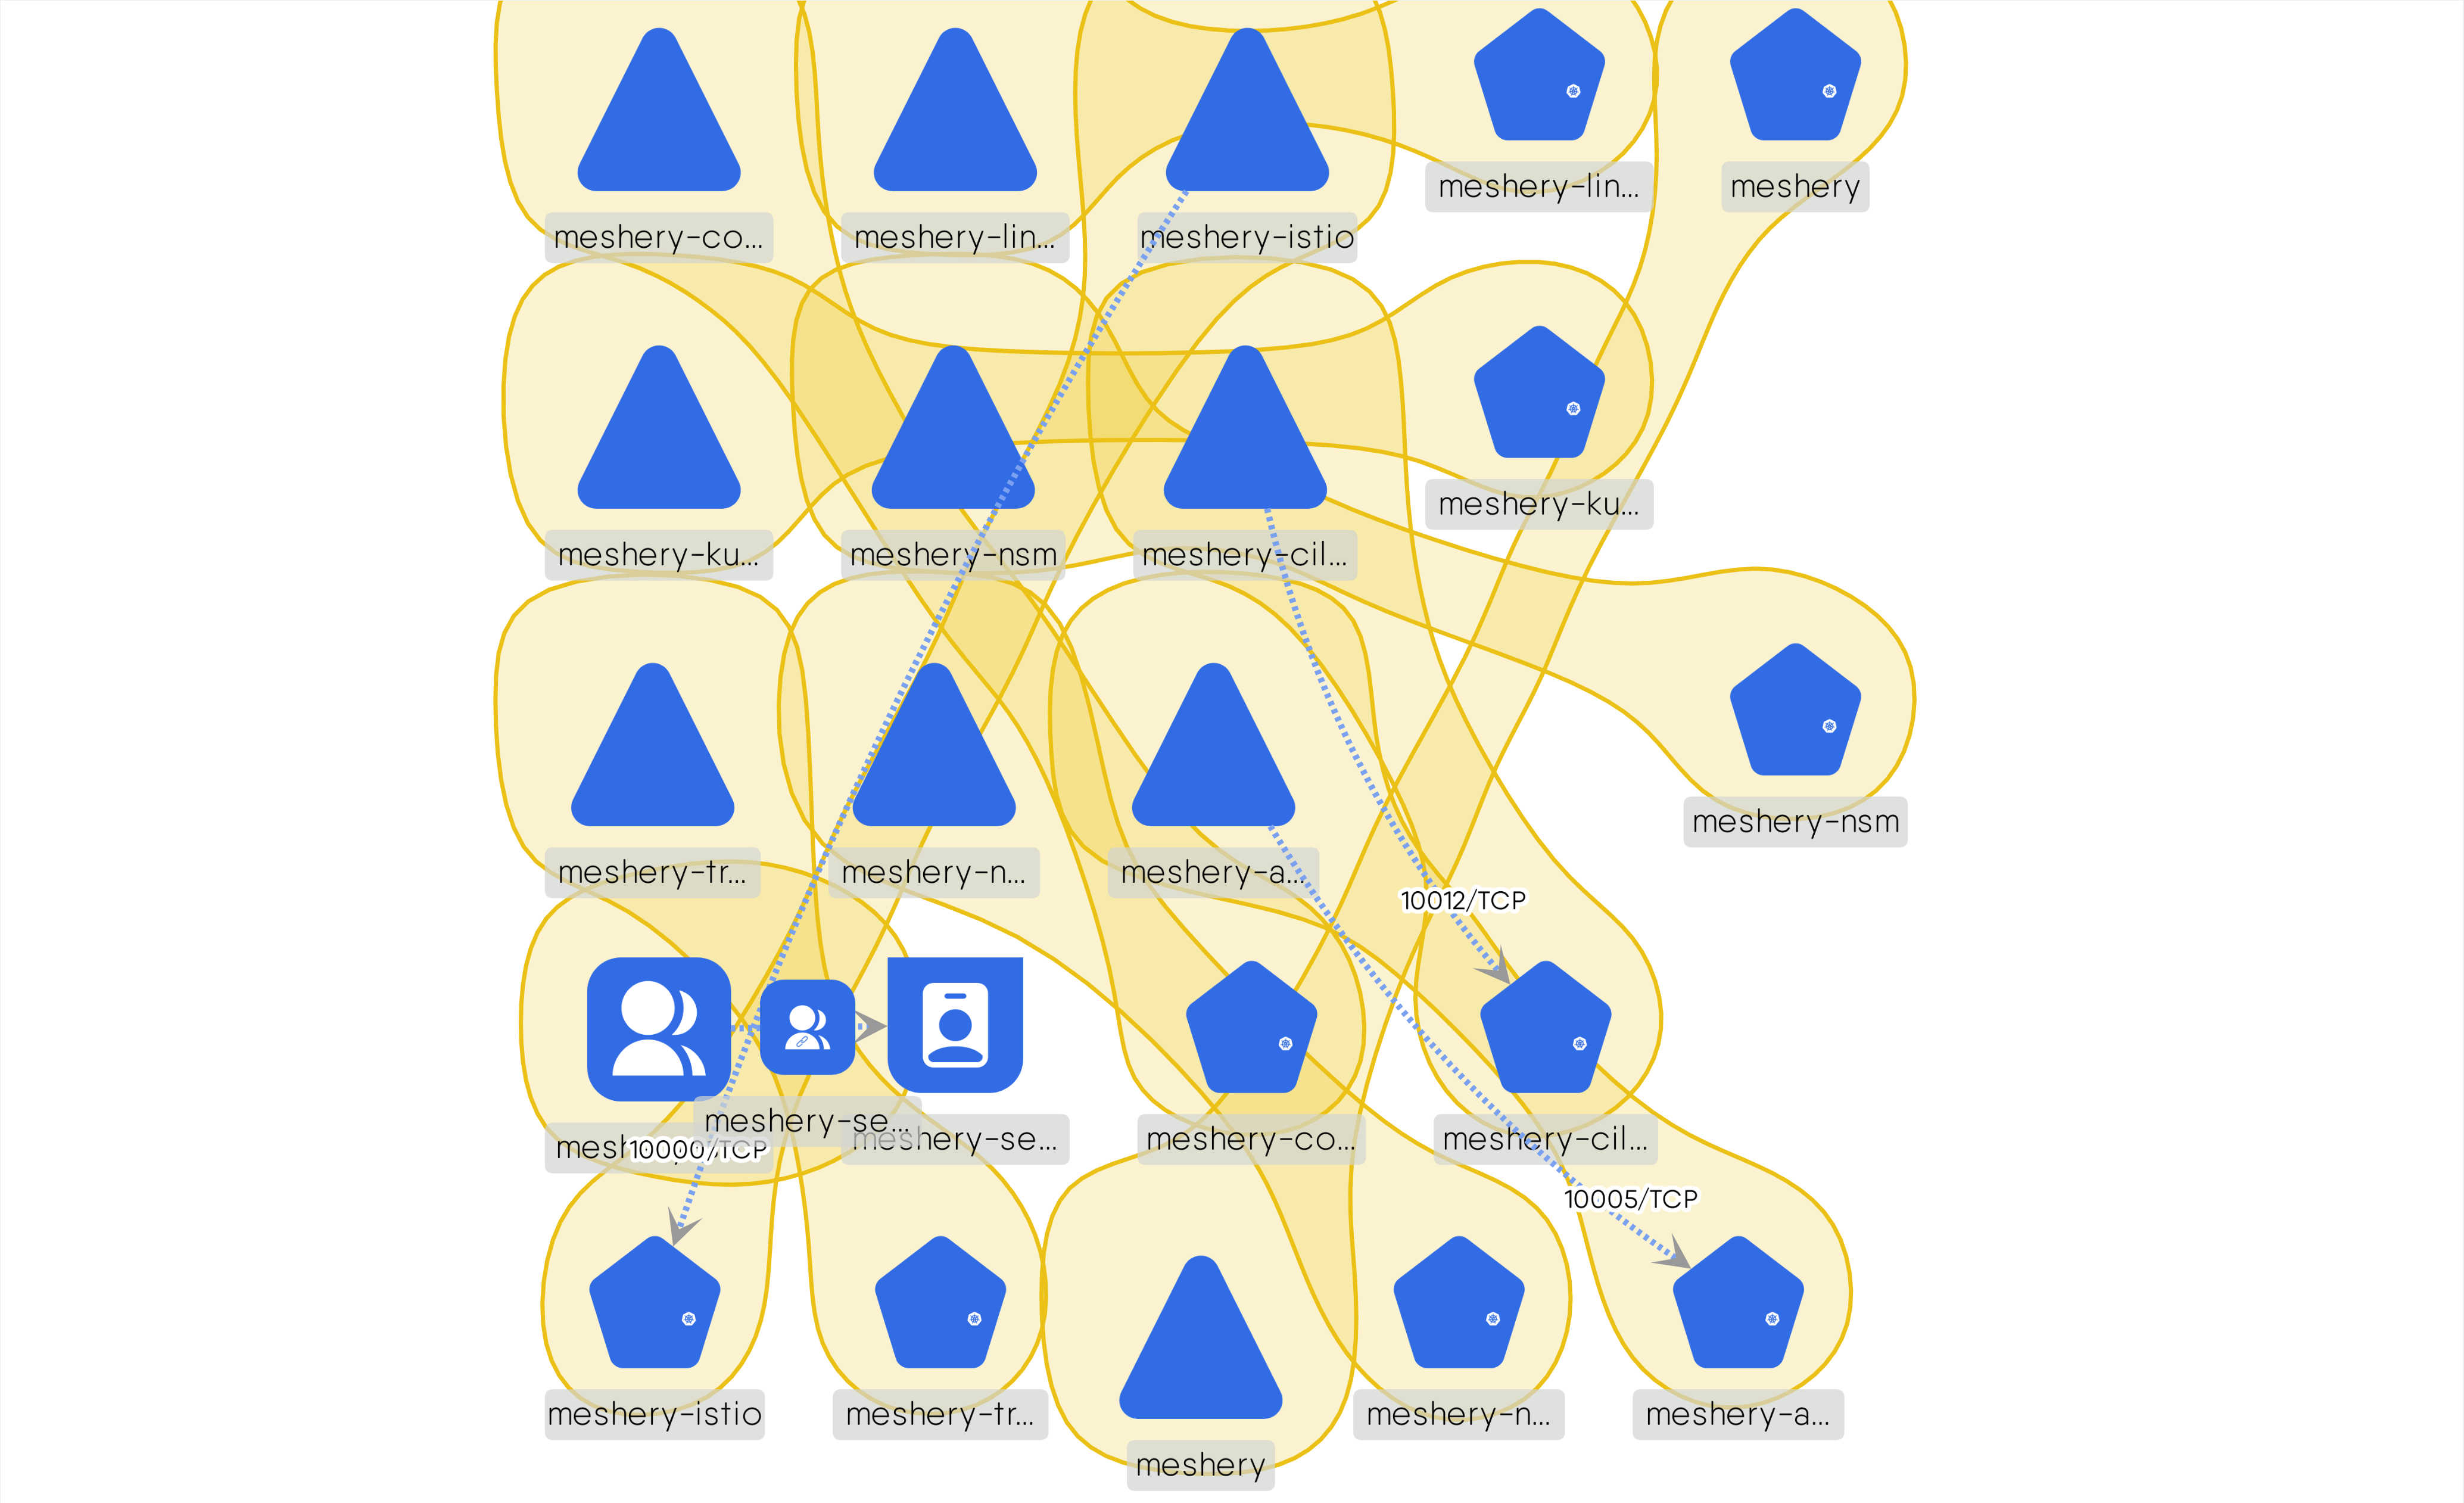 meshery-lin...
meshery
meshery-co...
meshery-lin...
meshery-istio
meshery-ku...
meshery-ku...
meshery-nsm
meshery-cil...
meshery-nsm
meshery-tr...
meshery-n...
meshery-a...
10012/TCP
meshery-se...
meshery-se...
meshery-co...
meshery-cil...
10000/TCP
10005/TCP
meshery-istio
meshery-tr...
meshery-n...
meshery-a...
meshery